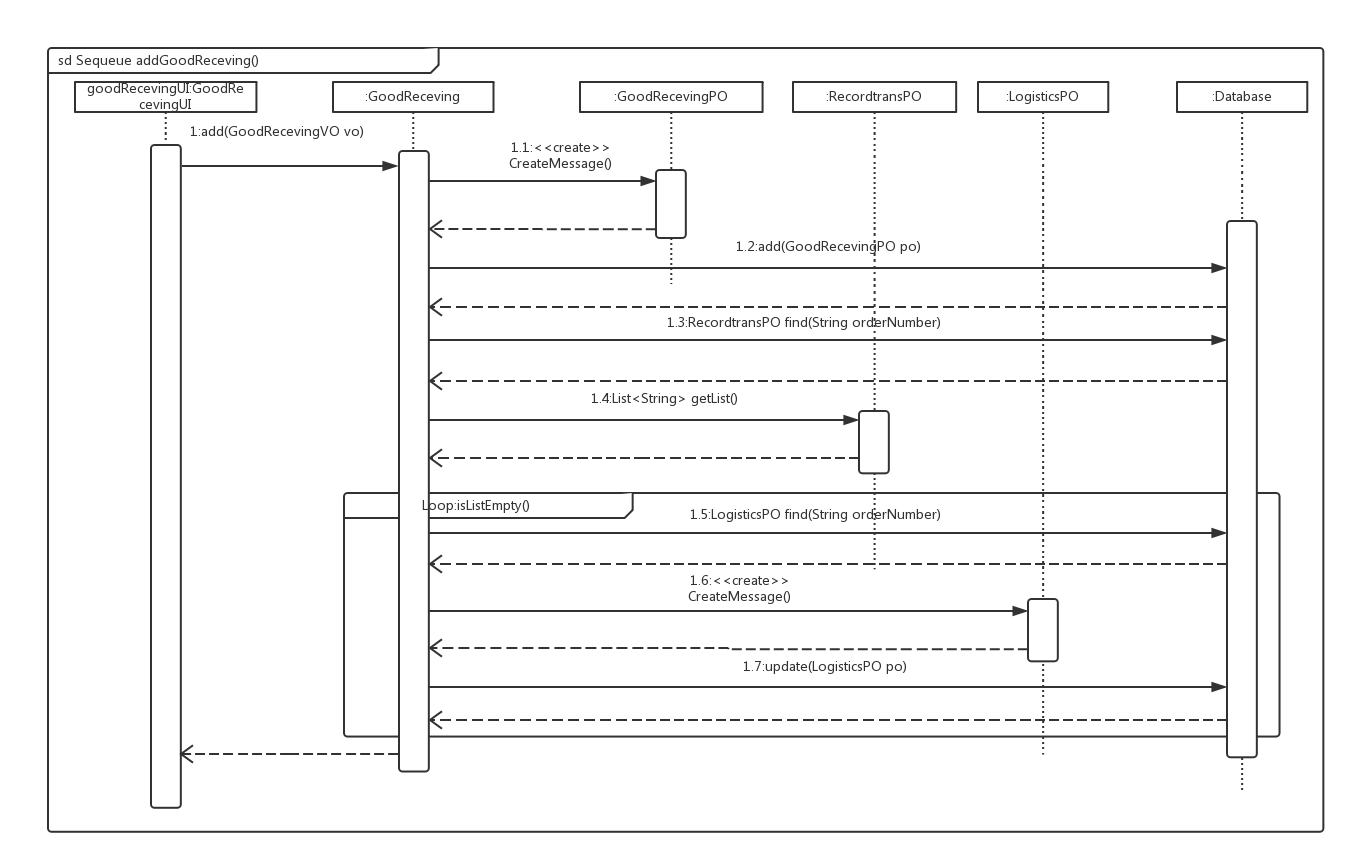 sd Sequeue addGoodReceving()
goodRecevingUI:GoodRe
cevingUI
:GoodReceving
:GoodRecevingPO
:RecordtransPO
:LogisticsPO
:Database
1:add(GoodRecevingVO vo)
1.1:<<create>>
CreateMessage()
1.2:add(GoodRecevingPO po)
1.3:RecordtransPO find(String orderNumber)
1.4:List<String> getList()
Loop:isListEmpty()
1.5:LogisticsPO find(String orderNumber)
1.6:<<create>>
CreateMessage()
1.7:update(LogisticsPO po)